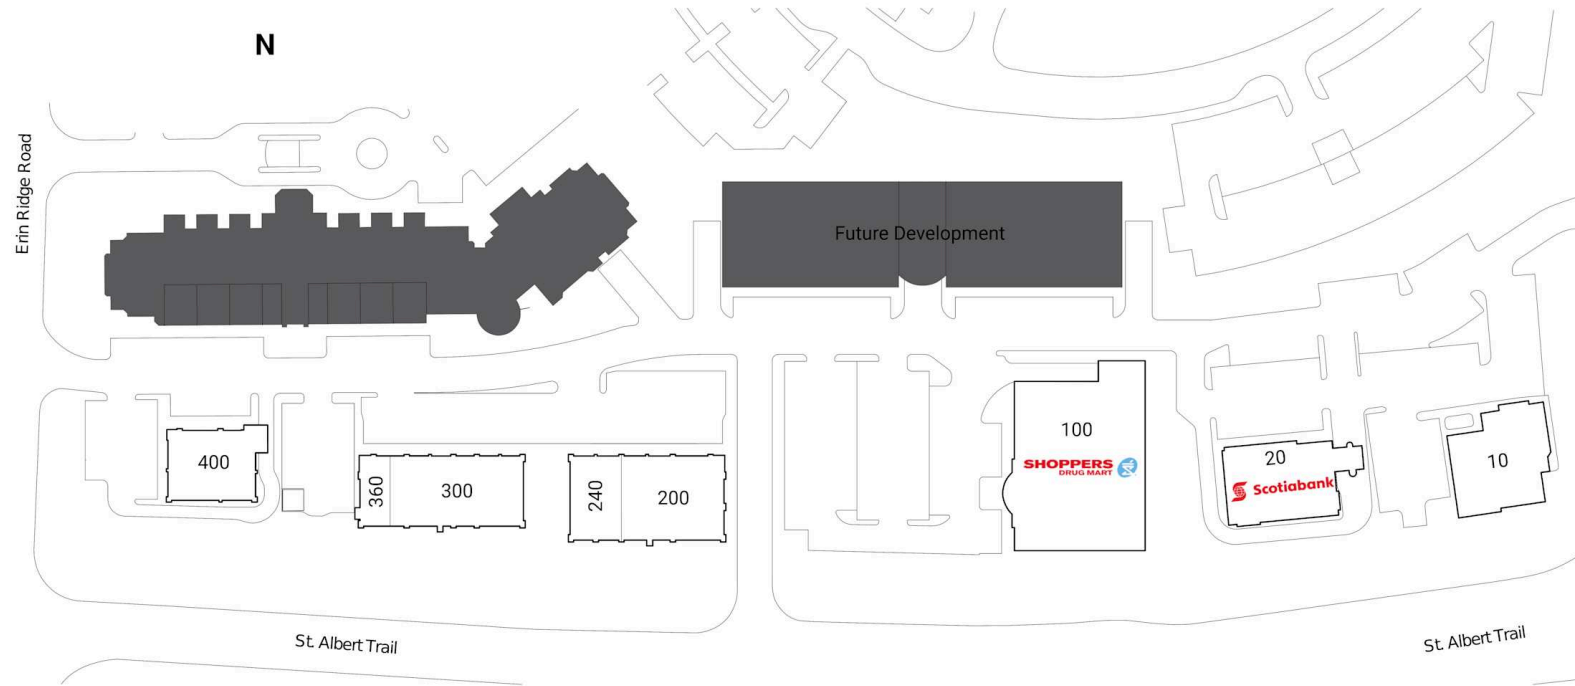 N
Erin Ridge Road
Future Development
400
360
300
240
200
100
SHOPPERS
DRUG MART
20
Scotiabank
10
St. Albert Trail
St. Albert Trail